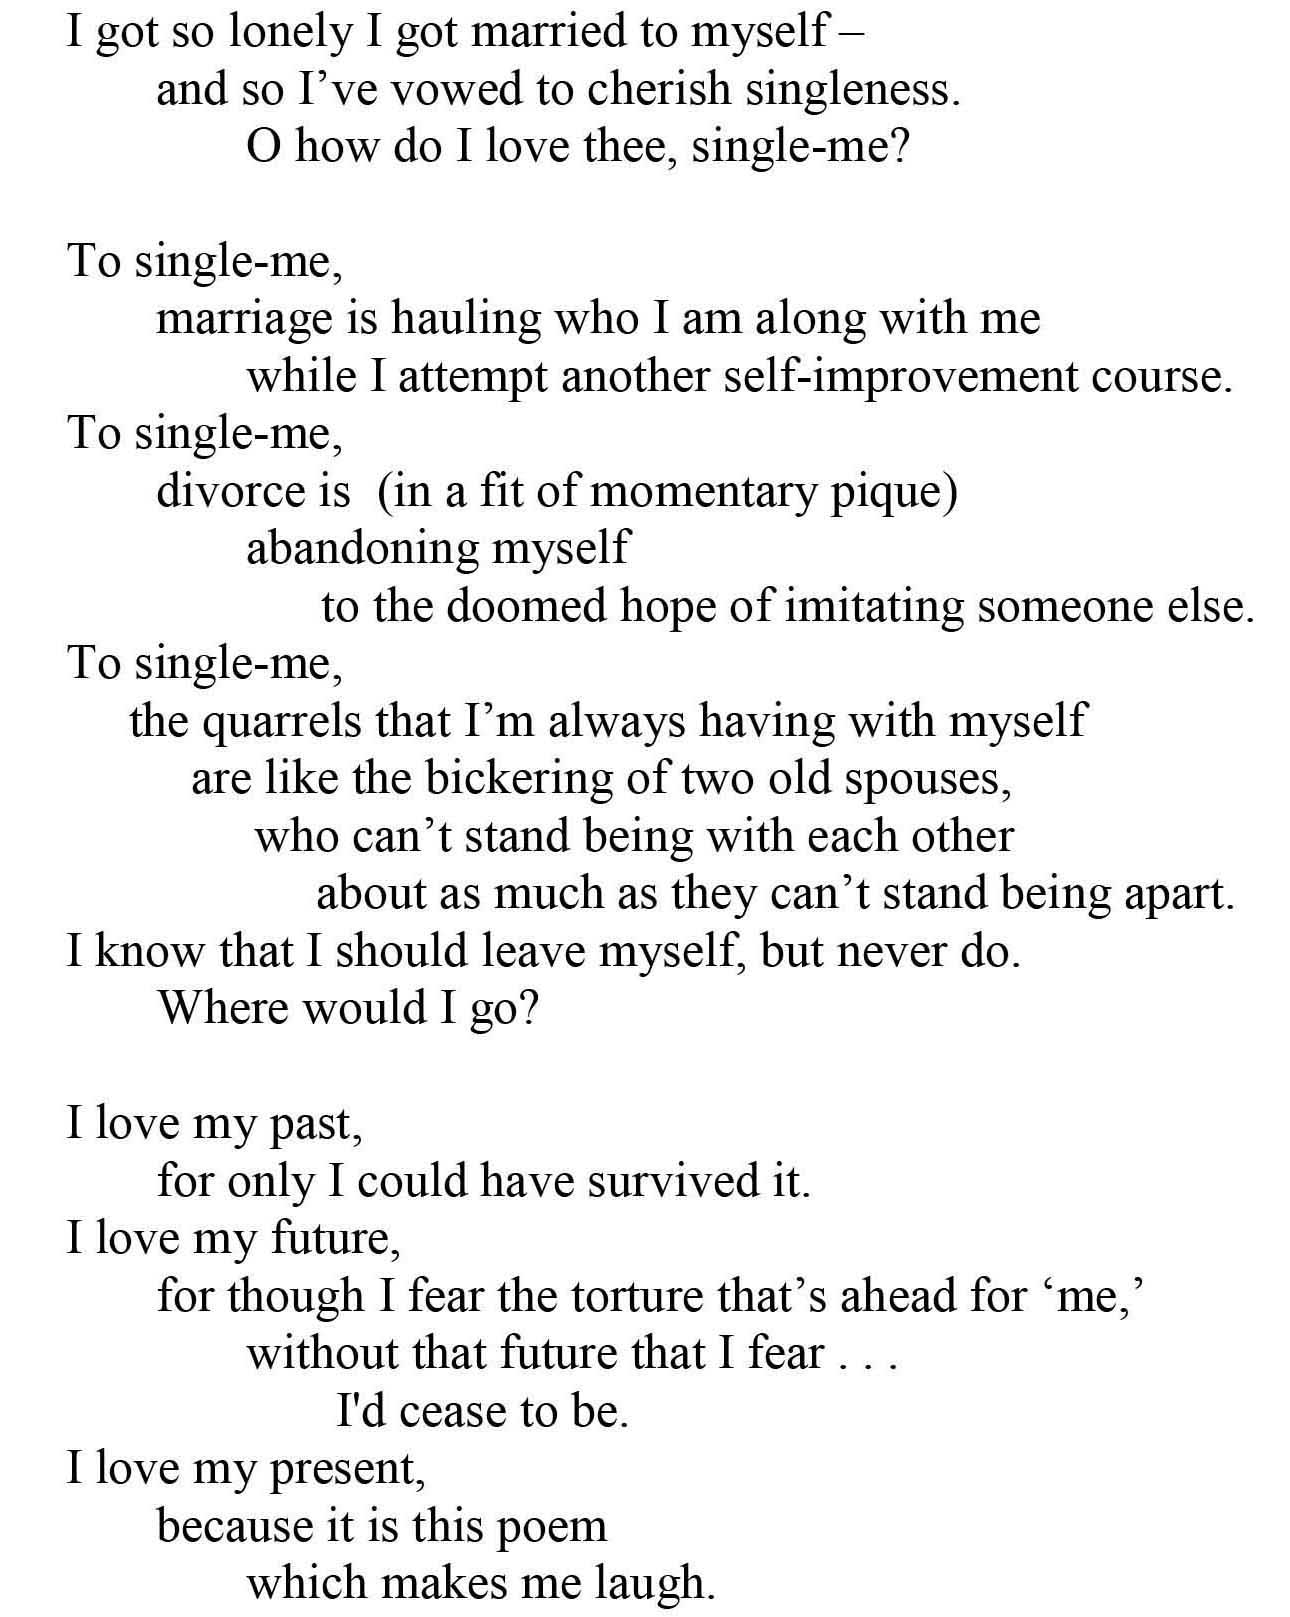 I got so lonely I got married to myself –
and so I’ve vowed to cherish singleness.
O how do I love thee, single-me?
To single-me,
marriage is hauling who I am along with me
while I attempt another self-improvement course.
To single-me,
divorce is  (in a fit of momentary pique)
abandoning myself
to the doomed hope of imitating someone else.
To single-me,
the quarrels that I’m always having with myself
are like the bickering of two old spouses,
who can’t stand being with each other
about as much as they can’t stand being apart.
I know that I should leave myself, but never do.
Where would I go?
I love my past,
for only I could have survived it.
I love my future,
for though I fear the torture that’s ahead for ‘me,’
without that future that I fear . . .
I'd cease to be.
I love my present,
because it is this poem
which makes me laugh.